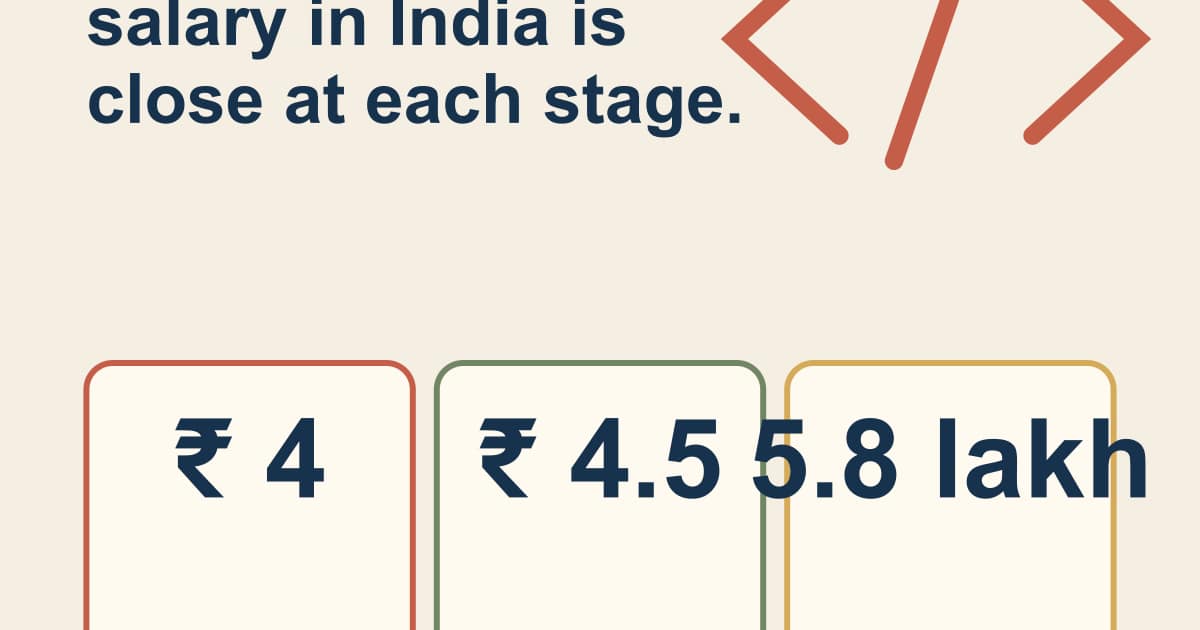 salary in India is
close at each stage.
₹ 4
₹ 4.5
5.8 lakh